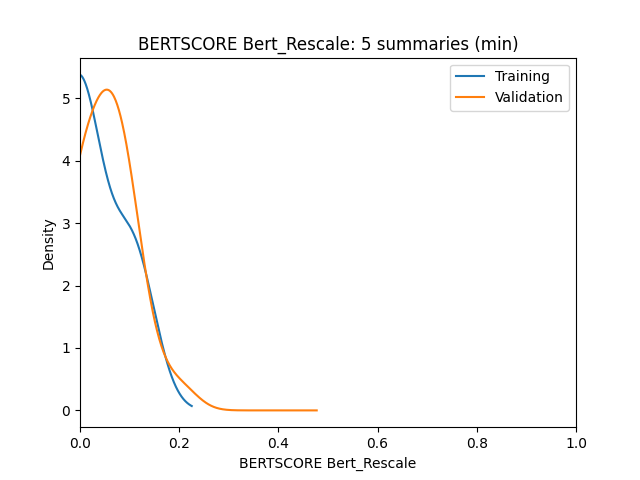 BERTSCORE Bert_Rescale: 5 summaries (min)
Training
Validation
Density
5
4
3
2
1
0
0.0 0.2 0.4 0.6 0.8 1.0
BERTSCORE Bert_Rescale